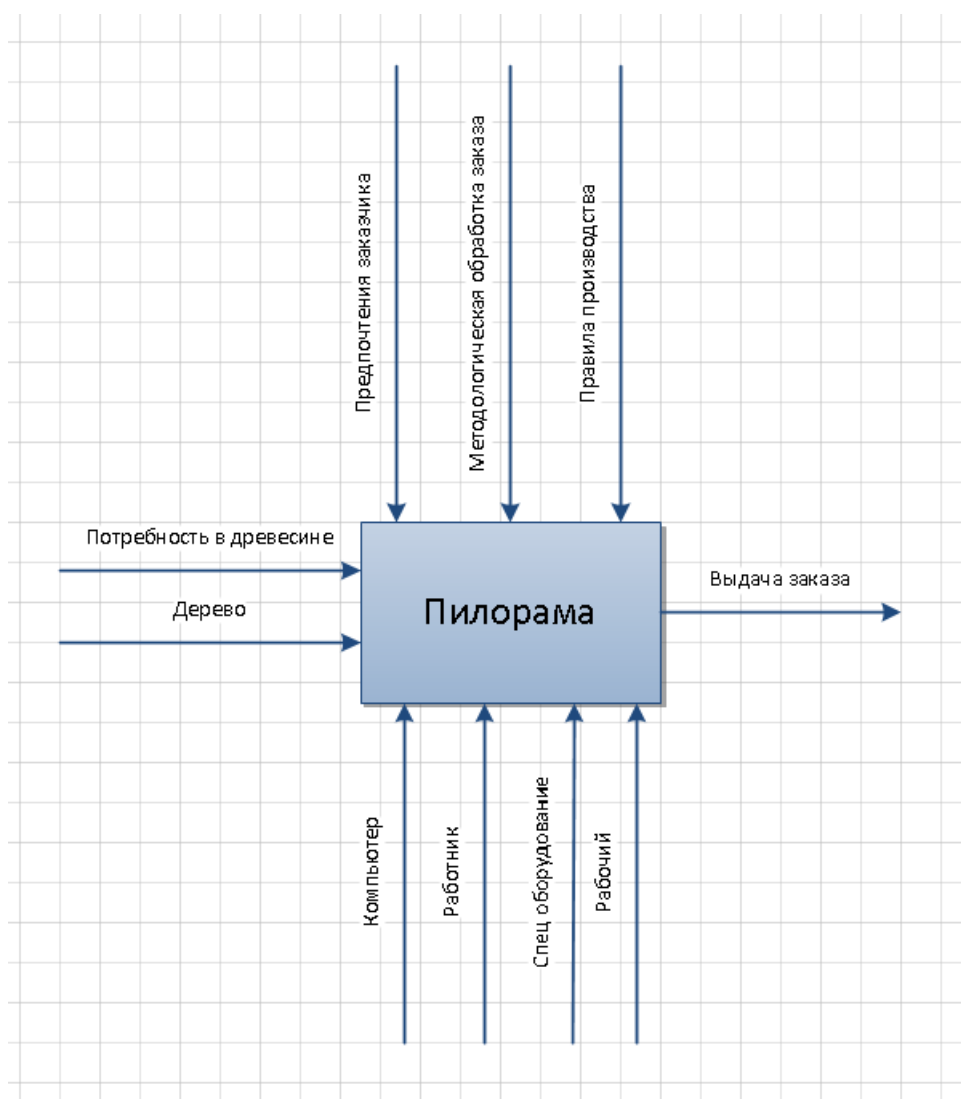 Предпочтения заказчика
Методологическая обработка заказа
Правила производства
Потребность в древесине
Дерево
Пилорама
Выдача заказа
Компьютер
Работник
Спец оборудование
Рабочий